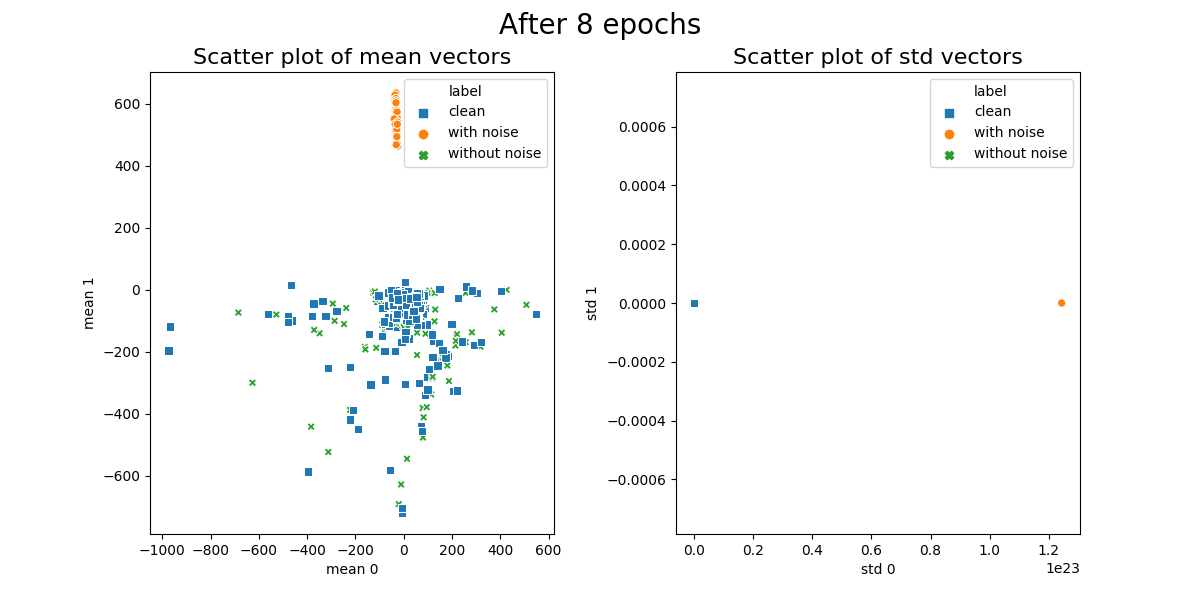 After 8 epochs
Scatter plot of mean vectors
600
400
200
0
−200
−400
−600
mean 1
−1000 −800 −600 −400 −200 0 200 400 600
mean 0
label
clean
with noise
without noise
Scatter plot of std vectors
0.0006
0.0004
0.0002
0.0000
−0.0002
−0.0004
−0.0006
std 1
0.0 0.2 0.4 0.6 0.8 1.0 1.2
1e23
std 0
label
clean
with noise
without noise